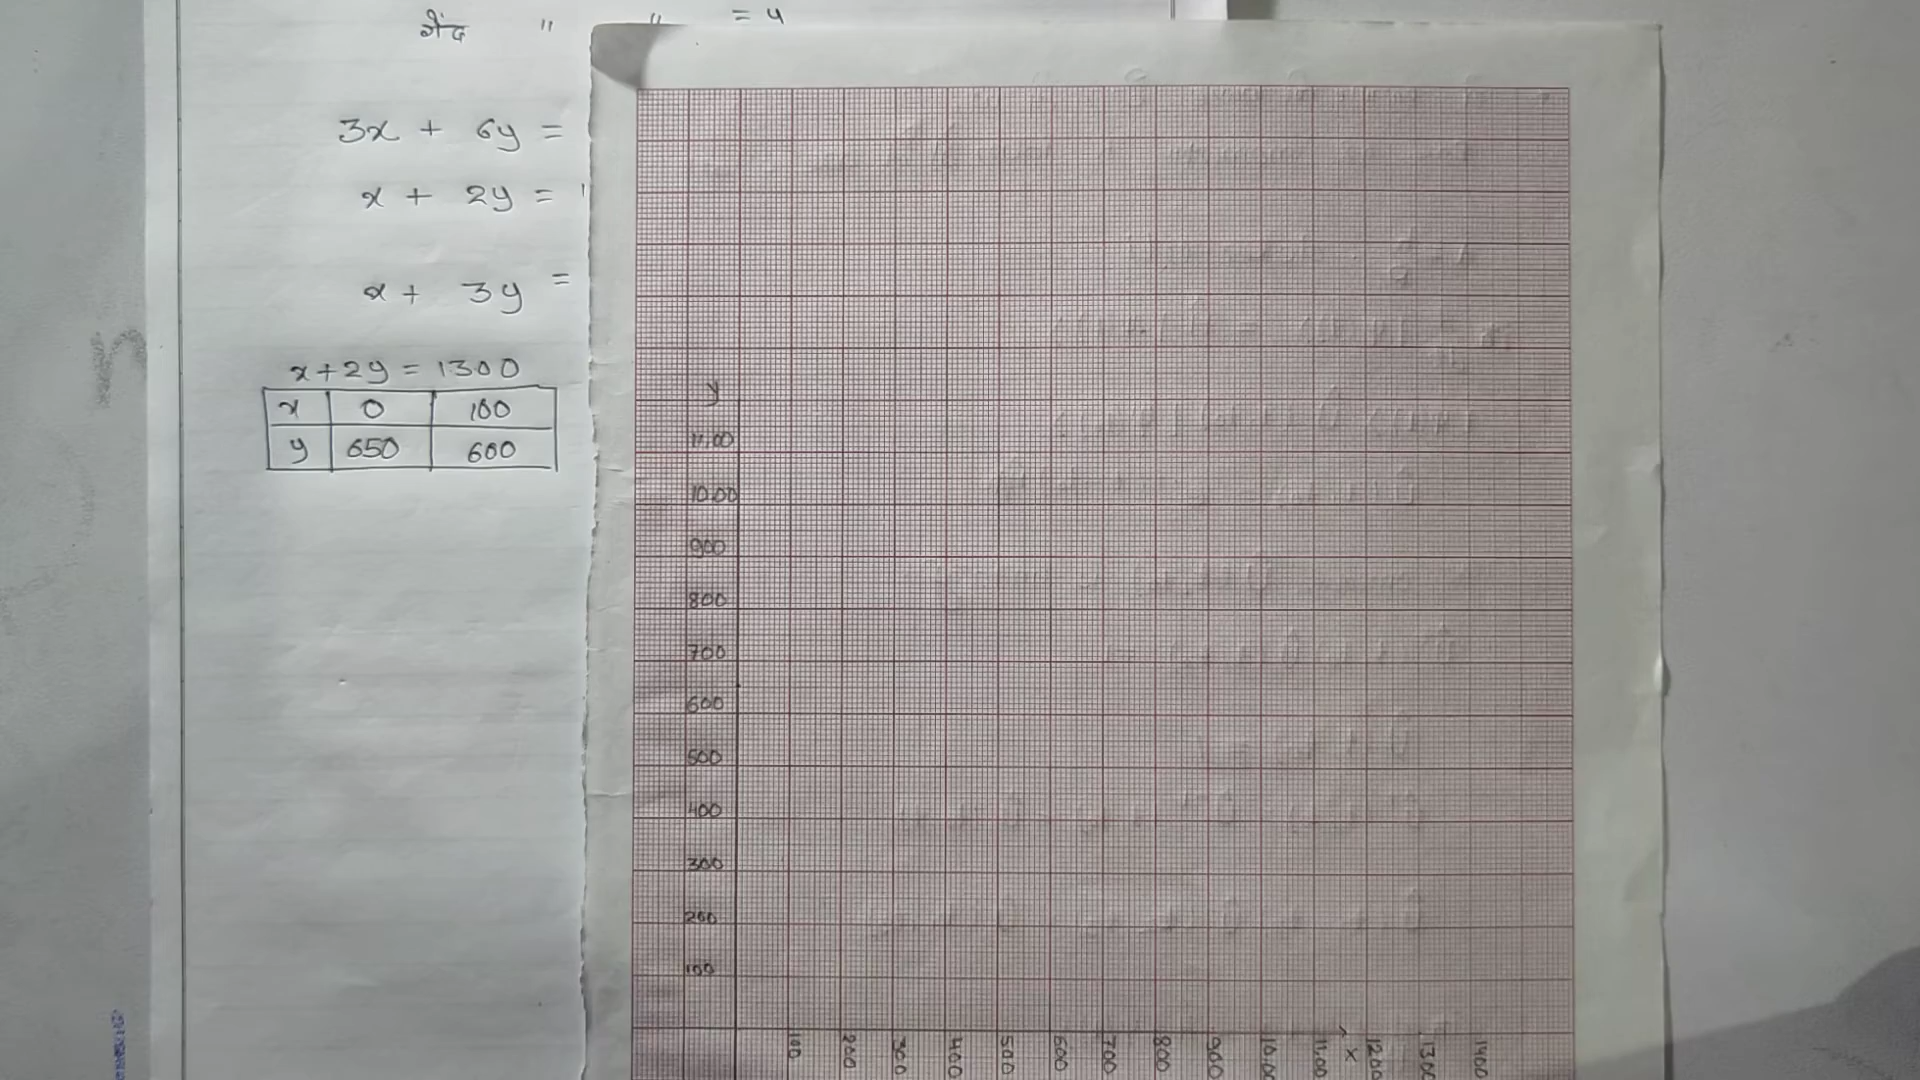 गेंद " " = y
3x + 6y =
x + 2y =
x + 3y =
x + 2y = 1300
x 0 100
y 650 600
y
1100
1000
900
800
700
600
500
400
300
200
100
100 200 300 400 500 600 700 800 900 1000 1100 x 1200 1300 1400